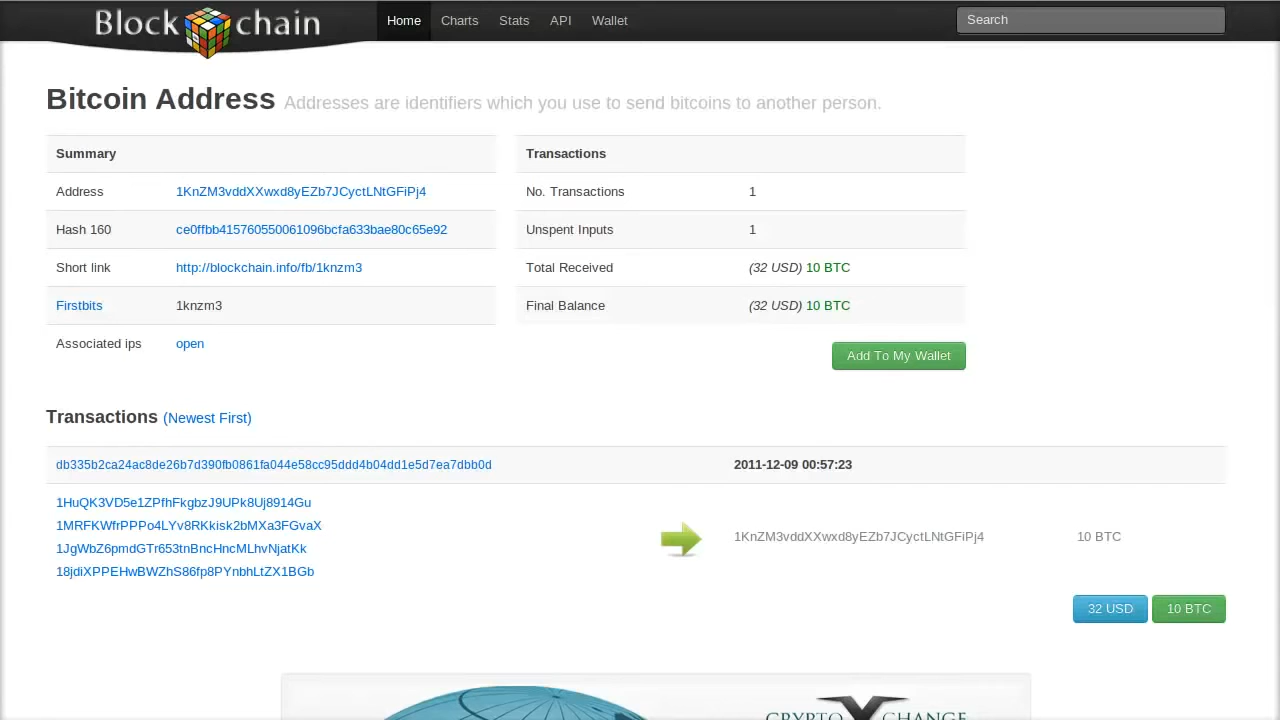 Blockchain Home Charts Stats API Wallet Search
Bitcoin Address Addresses are identifiers which you use to send bitcoins to another person.
Summary
Address 1KnZM3vddXXwxd8yEZb7JCyctLNtGFiPj4
Hash 160 ce0ffbb415760550061096bcfa633bae80c65e92
Short link http://blockchain.info/fb/1knzm3
Firstbits 1knzm3
Associated ips open
Transactions
No. Transactions 1
Unspent Inputs 1
Total Received (32 USD) 10 BTC
Final Balance (32 USD) 10 BTC
Add To My Wallet
Transactions (Newest First)
db335b2ca24ac8de26b7d390fb0861fa044e58cc95ddd4b04dd1e5d7ea7dbb0d 2011-12-09 00:57:23
1HuQK3VD5e1ZPfhFkgbzJ9UPk8Uj8914Gu
1MRFKWfrPPPo4LYv8RKkisk2bMXa3FGvaX
1JgWbZ6pmdGTr653tnBncHncMLhvNjatKk
18jdiXPPEHwBWZhS86fp8PYnbhLtZX1BGb
1KnZM3vddXXwxd8yEZb7JCyctLNtGFiPj4 10 BTC
32 USD 10 BTC
CRYPTO X CHANGE